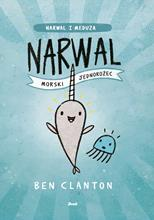 NARWAL I MEDUZA
NARWAL
MORSKI JEDNOROŻEC
BEN CLANTON